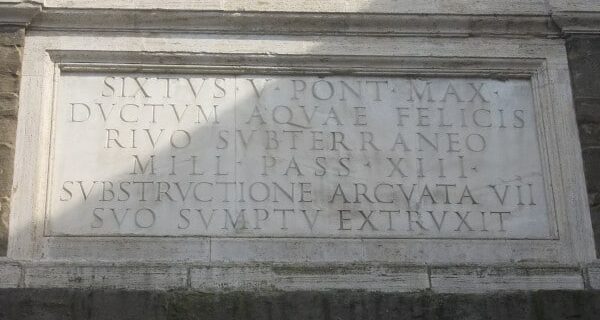 SIXTVS · V · PONT · MAX ·
DVCTVM AQVAE FELICIS
RIVO SVBTERRANEO
MILL · PASS · XIII ·
SVBSTRVCTIONE ARCVATA VII
SVO SVMPTV EXTRVXIT